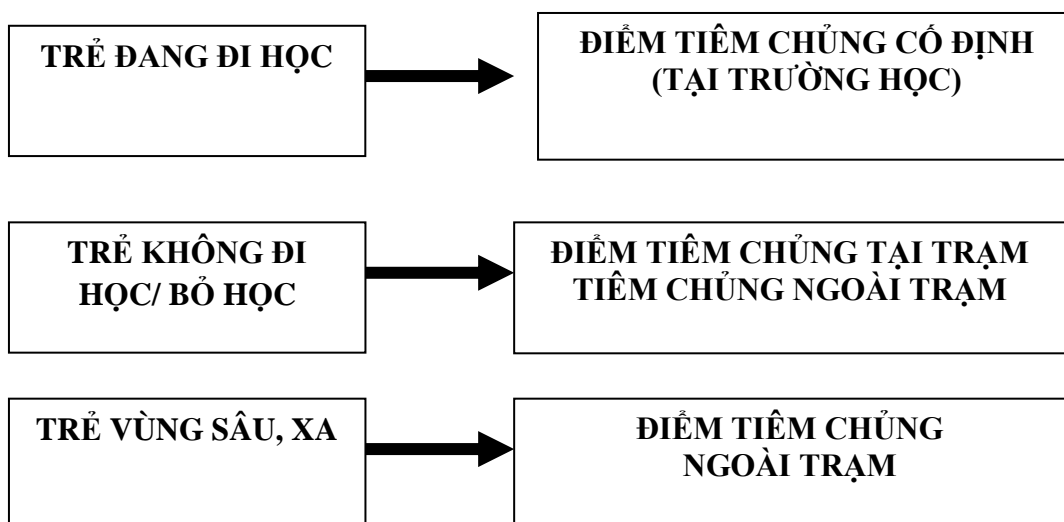 TRẺ ĐANG ĐI HỌC
ĐIỂM TIÊM CHỦNG CỐ ĐỊNH
(TẠI TRƯỜNG HỌC)
TRẺ KHÔNG ĐI
HỌC/ BỎ HỌC
ĐIỂM TIÊM CHỦNG TẠI TRẠM
TIÊM CHỦNG NGOÀI TRẠM
TRẺ VÙNG SÂU, XA
ĐIỂM TIÊM CHỦNG
NGOÀI TRẠM